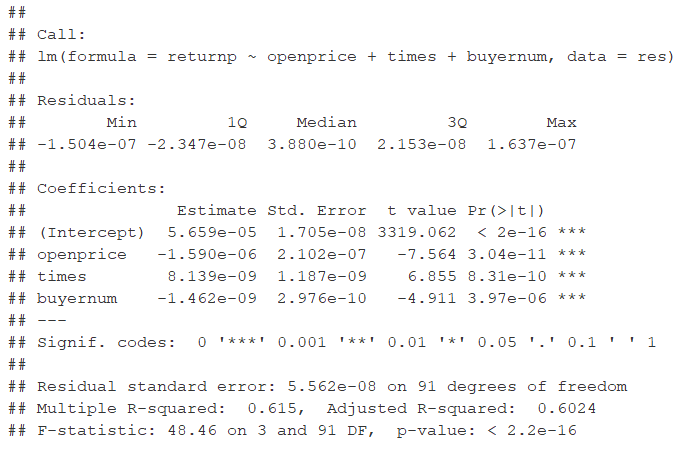 ##
## Call:
## lm(formula = returnp ~ openprice + times + buyernum, data = res)
##
## Residuals:
##        Min         1Q     Median         3Q        Max
## -1.504e-07 -2.347e-08  3.880e-10  2.153e-08  1.637e-07
##
## Coefficients:
##               Estimate Std. Error  t value Pr(>|t|)
## (Intercept)  5.659e-05  1.705e-08 3319.062  < 2e-16 ***
## openprice   -1.590e-06  2.102e-07   -7.564 3.04e-11 ***
## times        8.139e-09  1.187e-09    6.855 8.31e-10 ***
## buyernum    -1.462e-09  2.976e-10   -4.911 3.97e-06 ***
## ---
## Signif. codes:  0 '***' 0.001 '**' 0.01 '*' 0.05 '.' 0.1 ' ' 1
##
## Residual standard error: 5.562e-08 on 91 degrees of freedom
## Multiple R-squared:  0.615,	Adjusted R-squared:  0.6024
## F-statistic: 48.46 on 3 and 91 DF,  p-value: < 2.2e-16